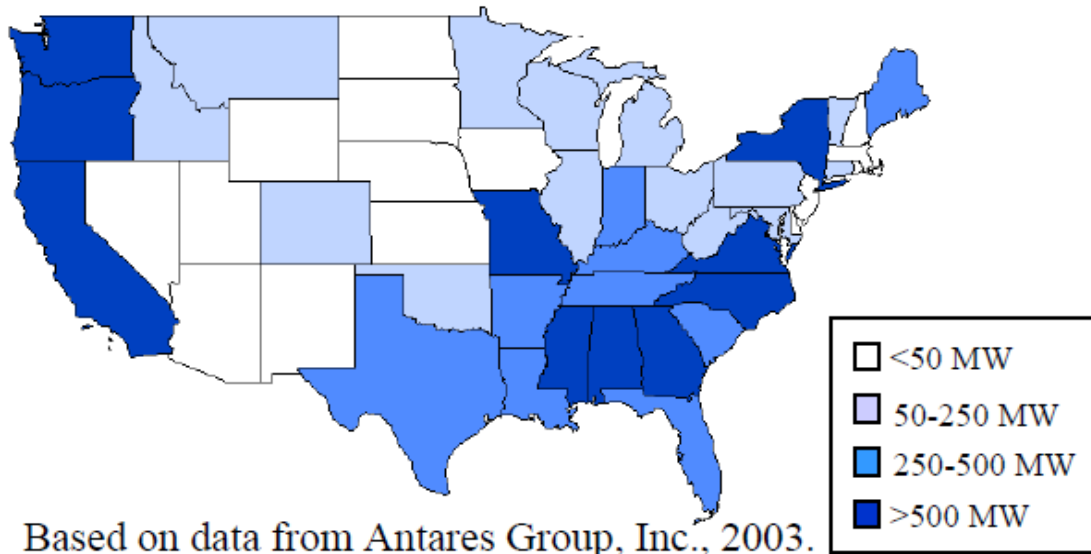 <50 MW
50-250 MW
250-500 MW
>500 MW
Based on data from Antares Group, Inc., 2003.